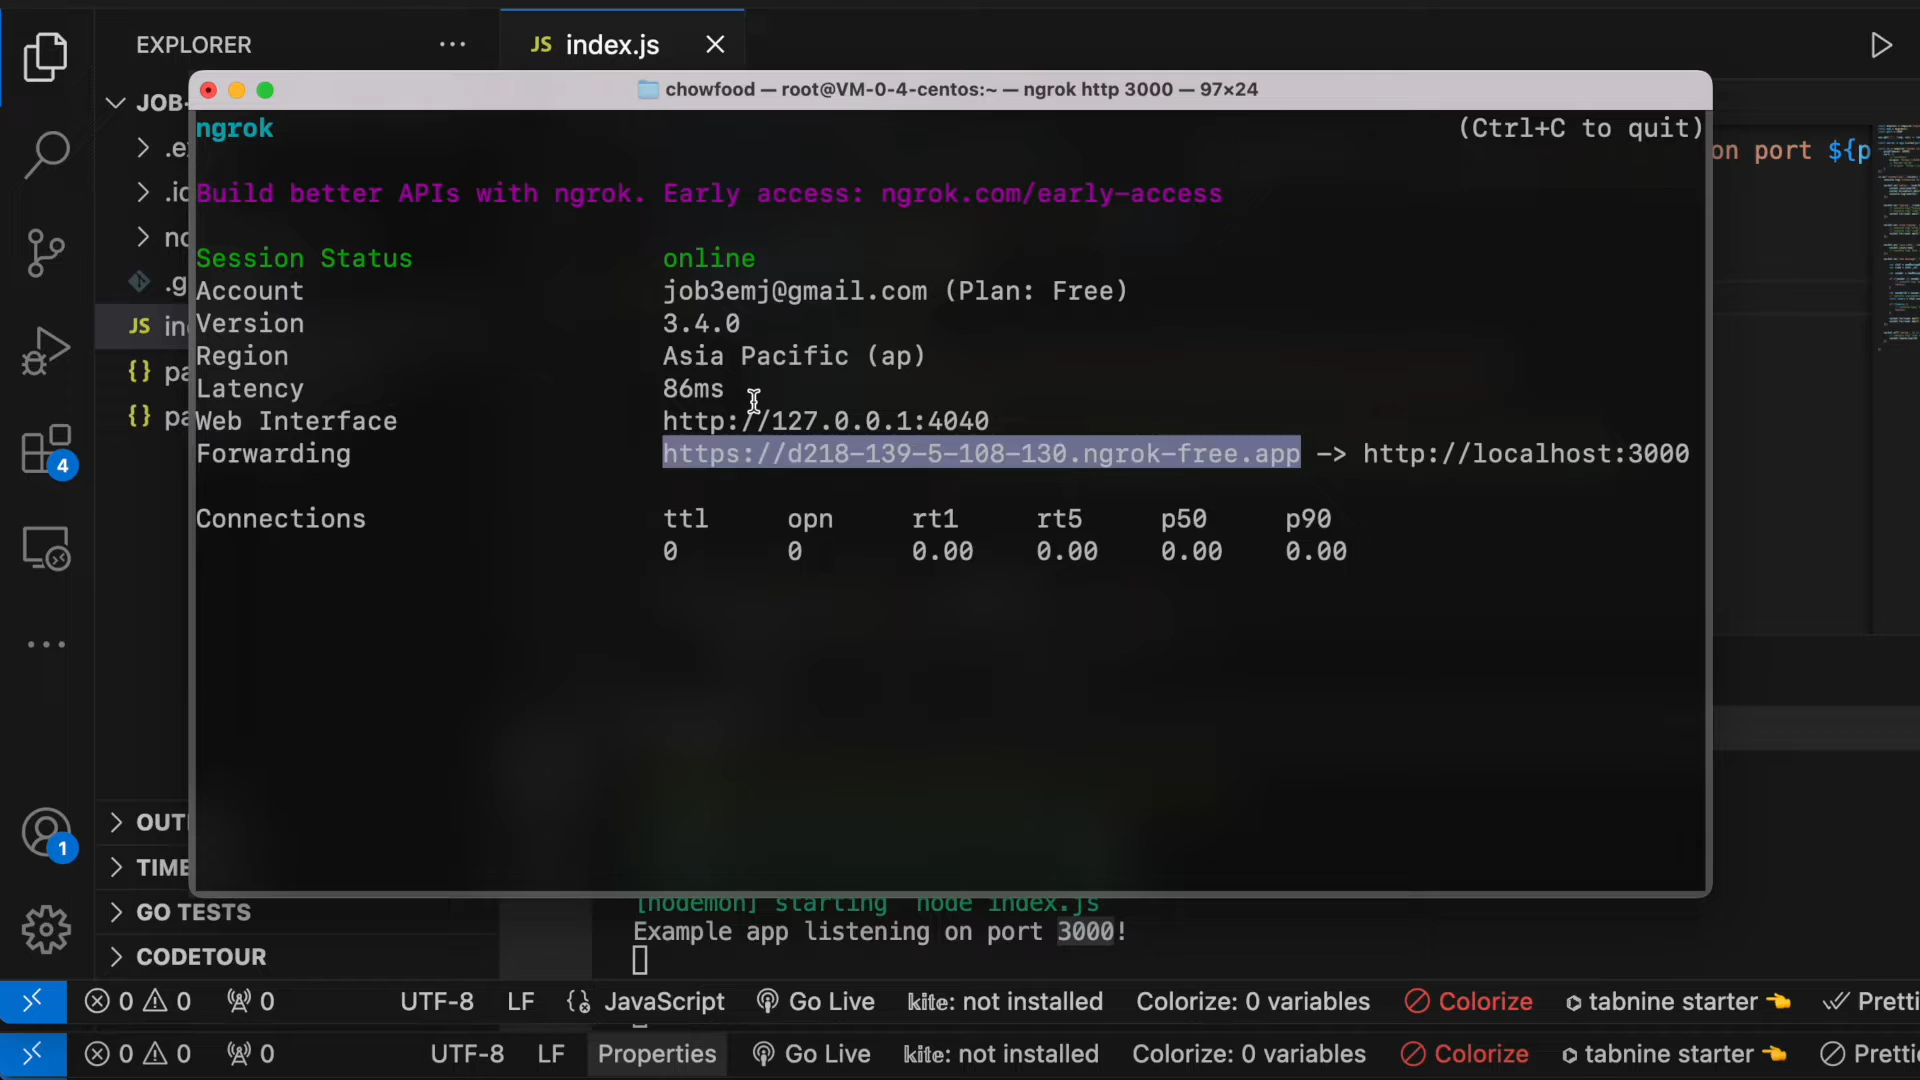 EXPLORER
JS index.js
chowfood — root@VM-0-4-centos:~ — ngrok http 3000 — 97×24
JOB-
ngrok (Ctrl+C to quit)
on port ${p
Build better APIs with ngrok. Early access: ngrok.com/early-access
Session Status online
Account job3emj@gmail.com (Plan: Free)
Version 3.4.0
Region Asia Pacific (ap)
Latency 86ms
Web Interface http://127.0.0.1:4040
Forwarding https://d218-139-5-108-130.ngrok-free.app -> http://localhost:3000
Connections ttl opn rt1 rt5 p50 p90
0 0 0.00 0.00 0.00 0.00
4
1
OUT
TIME
GO TESTS
CODETOUR
[nodemon] starting `node index.js`
Example app listening on port 3000!
0 0 0 UTF-8 LF JavaScript Go Live kite: not installed Colorize: 0 variables Colorize tabnine starter Pretti
0 0 0 UTF-8 LF Properties Go Live kite: not installed Colorize: 0 variables Colorize tabnine starter Pretti